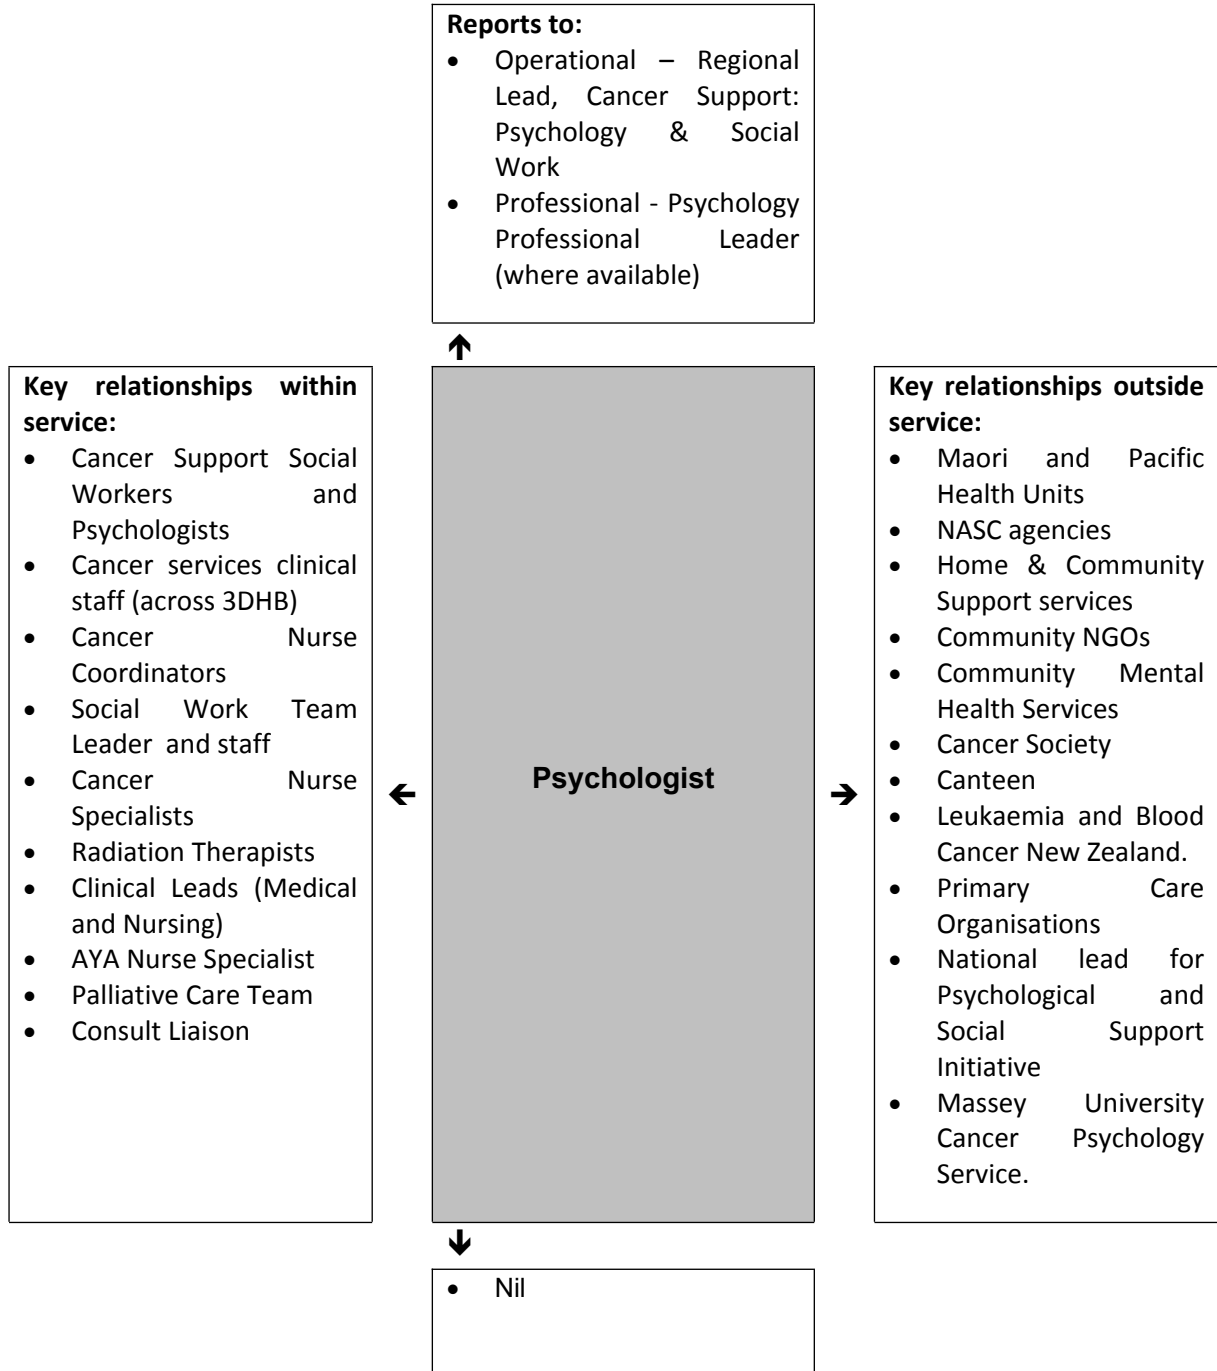 Reports to:
• Operational – Regional
Lead, Cancer Support:
Psychology & Social
Work
• Professional - Psychology
Professional Leader
(where available)
↑
Key relationships within
service:
• Cancer Support Social
Workers and
Psychologists
• Cancer services clinical
staff (across 3DHB)
• Cancer Nurse
Coordinators
• Social Work Team
Leader and staff
• Cancer Nurse
Specialists
• Radiation Therapists
• Clinical Leads (Medical
and Nursing)
• AYA Nurse Specialist
• Palliative Care Team
• Consult Liaison
←
Psychologist
→
Key relationships outside
service:
• Maori and Pacific
Health Units
• NASC agencies
• Home & Community
Support services
• Community NGOs
• Community Mental
Health Services
• Cancer Society
• Canteen
• Leukaemia and Blood
Cancer New Zealand.
• Primary Care
Organisations
• National lead for
Psychological and
Social Support
Initiative
• Massey University
Cancer Psychology
Service.
↓
• Nil